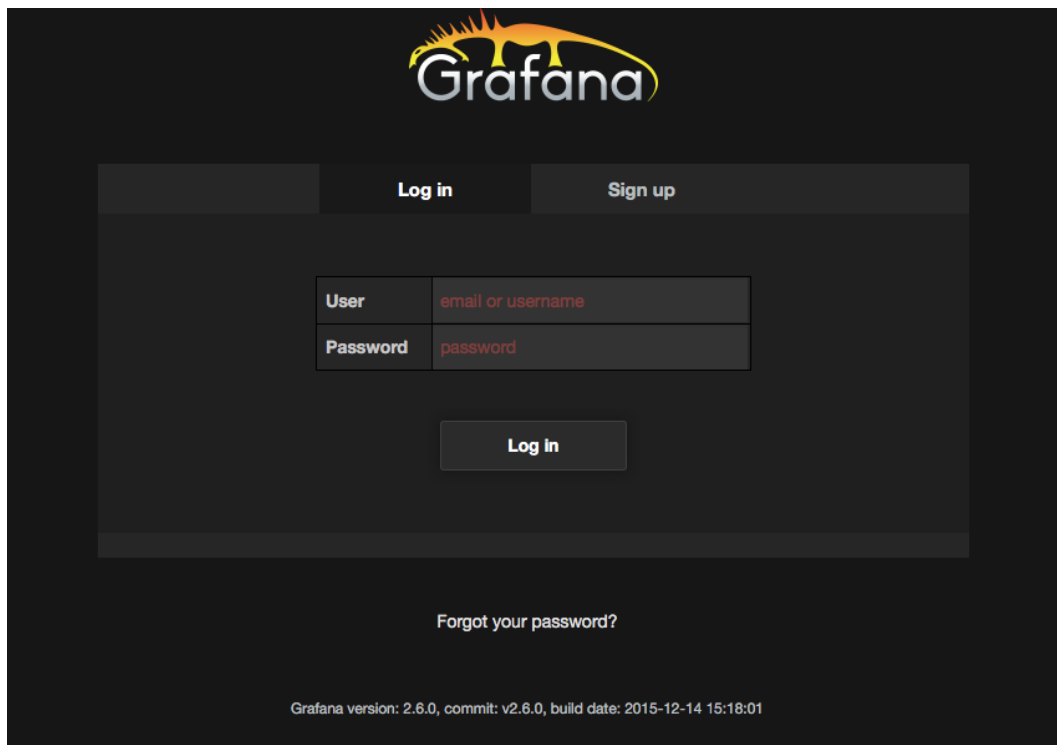 Grafana
Log in Sign up
User email or username
Password password
Log in
Forgot your password?
Grafana version: 2.6.0, commit: v2.6.0, build date: 2015-12-14 15:18:01